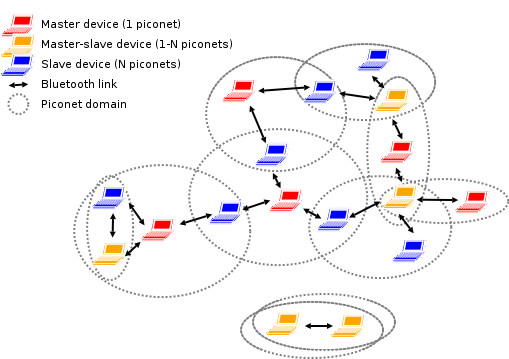 Master device (1 piconet)
Master-slave device (1-N piconets)
Slave device (N piconets)
Bluetooth link
Piconet domain